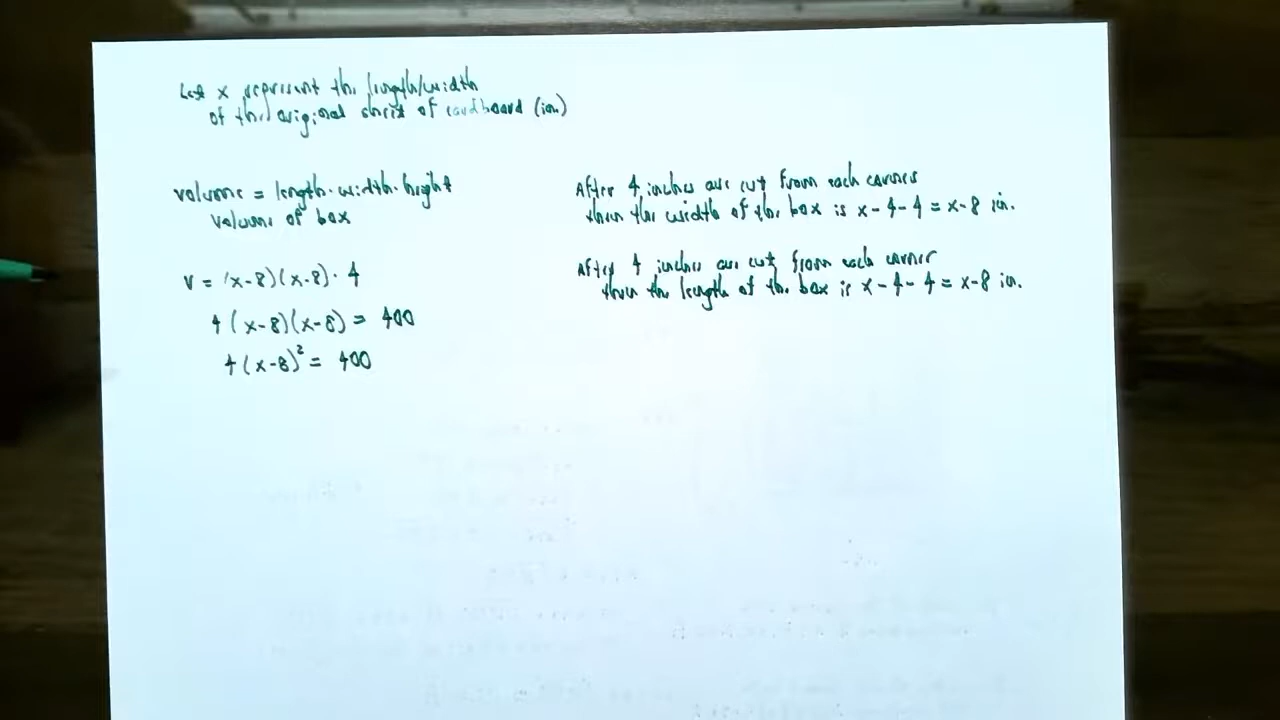 Let x represent the length/width
of the original sheet of cardboard (in.)
Volume = length · width · height
volume of box
V = (x-8)(x-8) · 4
4(x-8)(x-8) = 400
4(x-8)² = 400
After 4 inches are cut from each corner
then the width of the box is x-4-4 = x-8 in.
After 4 inches are cut from each corner
then the length of the box is x-4-4 = x-8 in.